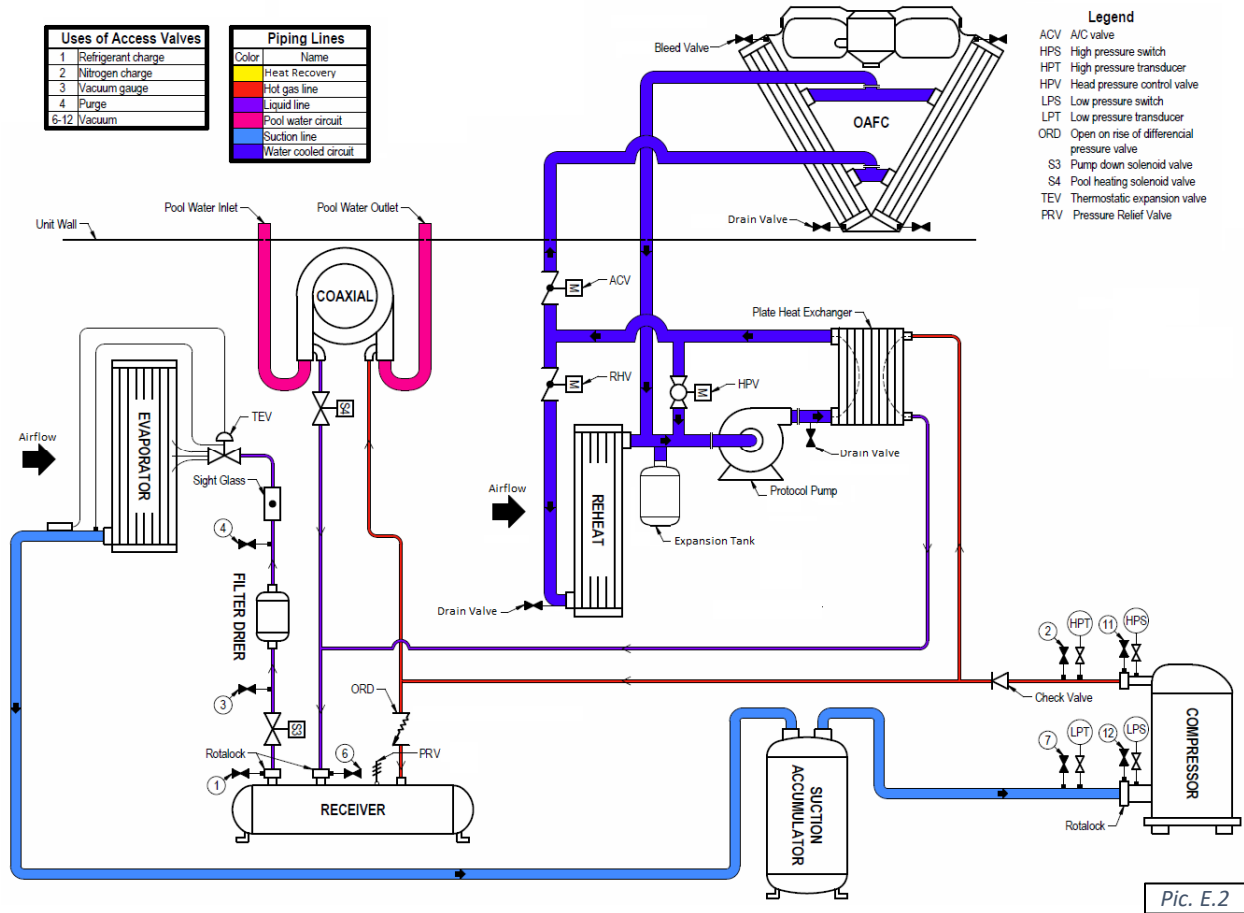 Uses of Access Valves
1 Refrigerant charge
2 Nitrogen charge
3 Vacuum gauge
4 Purge
6-12 Vacuum
Piping Lines
Color Name
Heat Recovery
Hot gas line
Liquid line
Pool water circuit
Suction line
Water cooled circuit
Legend
ACV A/C valve
HPS High pressure switch
HPT High pressure transducer
HPV Head pressure control valve
LPS Low pressure switch
LPT Low pressure transducer
ORD Open on rise of differencial
pressure valve
S3 Pump down solenoid valve
S4 Pool heating solenoid valve
TEV Thermostatic expansion valve
PRV Pressure Relief Valve
Bleed Valve
OAFC
Drain Valve
Pool Water Inlet
Pool Water Outlet
Unit Wall
COAXIAL
ACV
M
Plate Heat Exchanger
RHV
M
HPV
M
S4
TEV
Airflow
EVAPORATOR
Sight Glass
4
FILTER DRIER
3
S3
Rotalock
1
6
PRV
ORD
RECEIVER
Airflow
REHEAT
Drain Valve
Expansion Tank
Protocol Pump
Drain Valve
2
HPT
11
HPS
Check Valve
COMPRESSOR
7
LPT
12
LPS
Rotalock
SUCTION
ACCUMULATOR
Pic. E.2